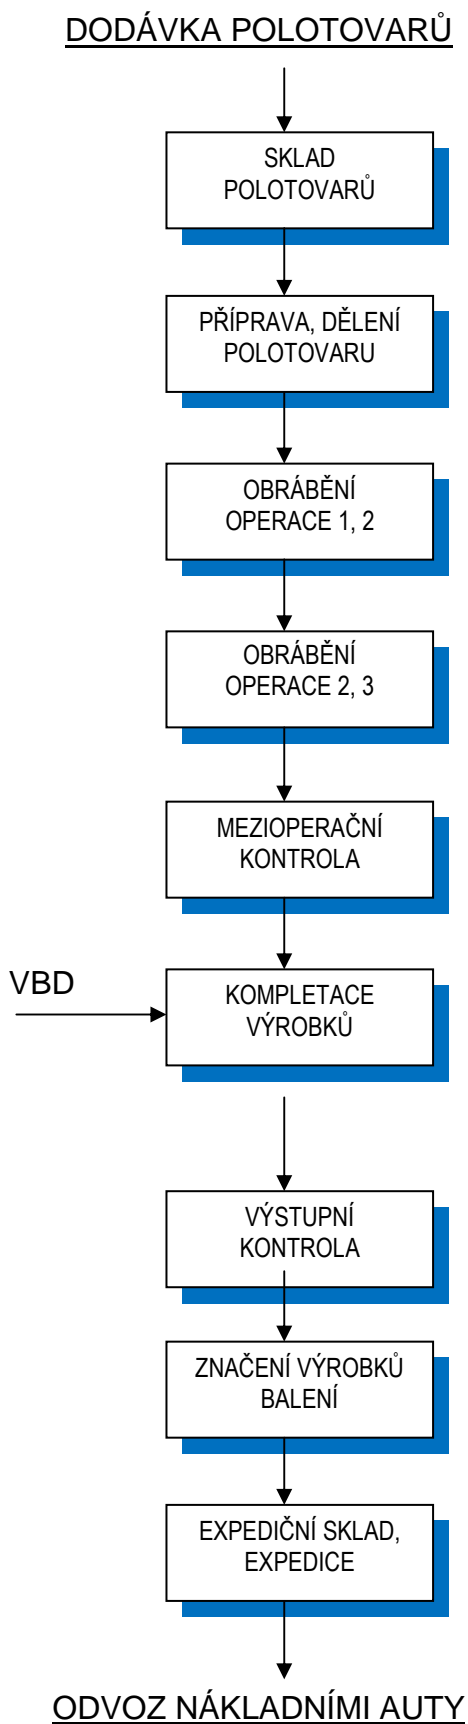 DODÁVKA POLOTOVARŮ
SKLAD
POLOTOVARŮ
PŘÍPRAVA, DĚLENÍ
POLOTOVARU
OBRÁBĚNÍ
OPERACE 1, 2
OBRÁBĚNÍ
OPERACE 2, 3
MEZIOPERAČNÍ
KONTROLA
VBD
KOMPLETACE
VÝROBKŮ
VÝSTUPNÍ
KONTROLA
ZNAČENÍ VÝROBKŮ
BALENÍ
EXPEDIČNÍ SKLAD,
EXPEDICE
ODVOZ NÁKLADNÍMI AUTY